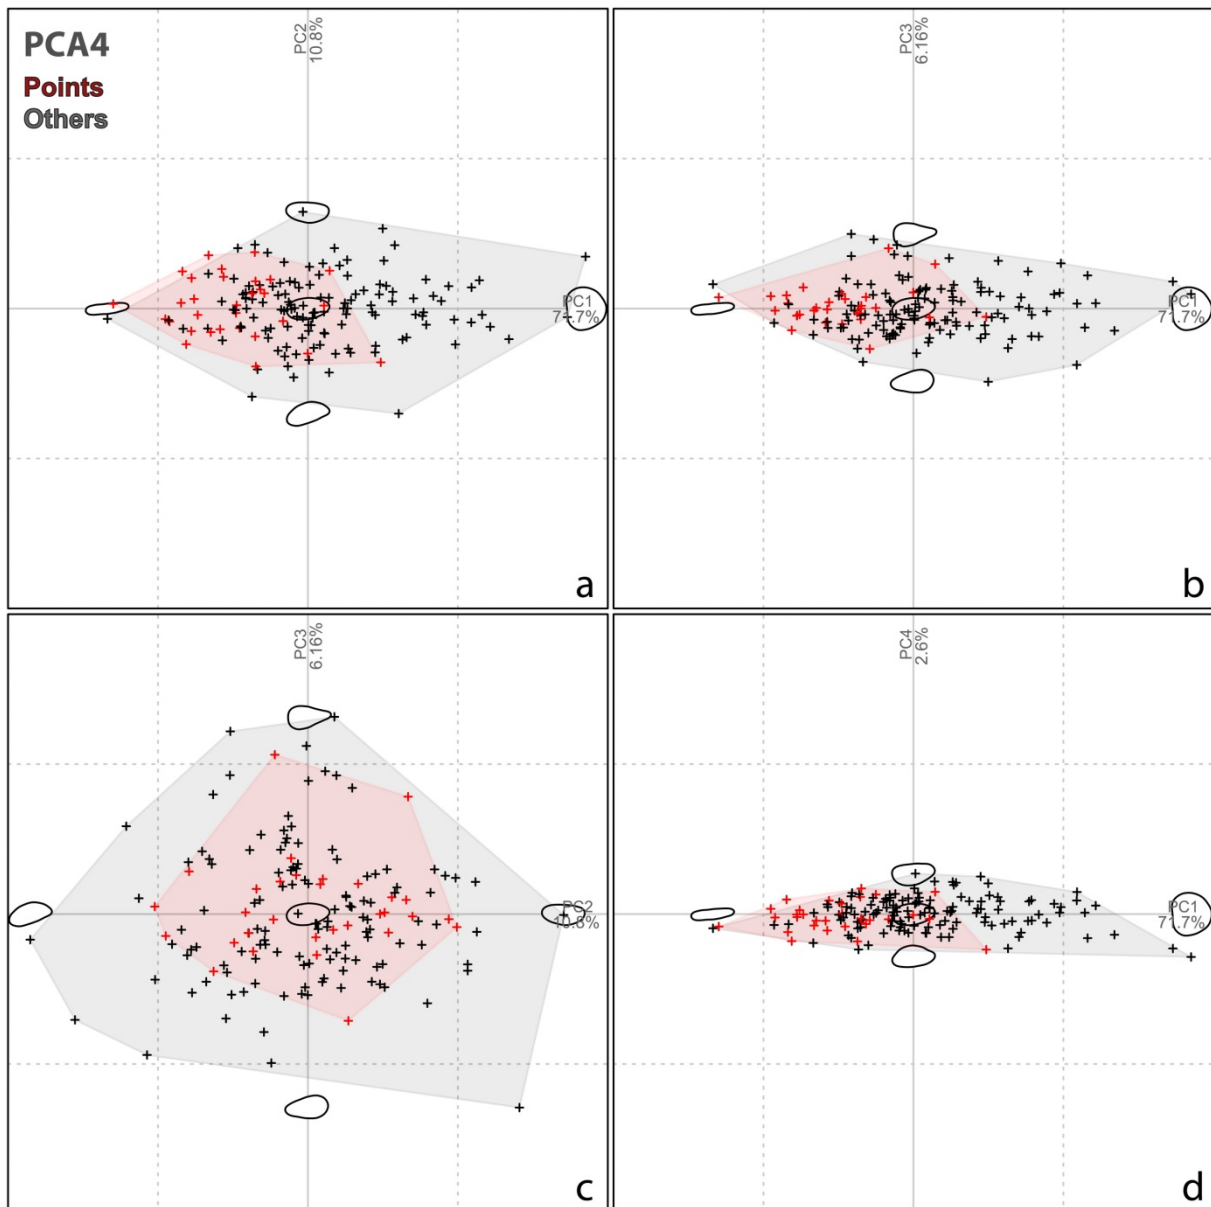 PCA4
Points
Others
PC2
10.8%
PC1
71.7%
a
PC3
6.16%
PC1
71.7%
b
PC3
6.16%
PC2
10.8%
c
PC4
2.6%
PC1
71.7%
d